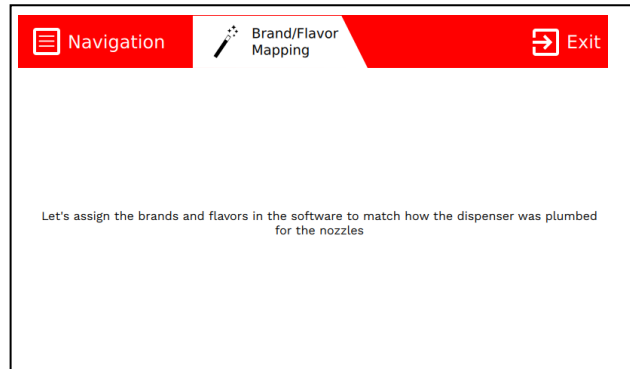 Navigation
Brand/Flavor
Mapping
Exit
Let's assign the brands and flavors in the software to match how the dispenser was plumbed
for the nozzles